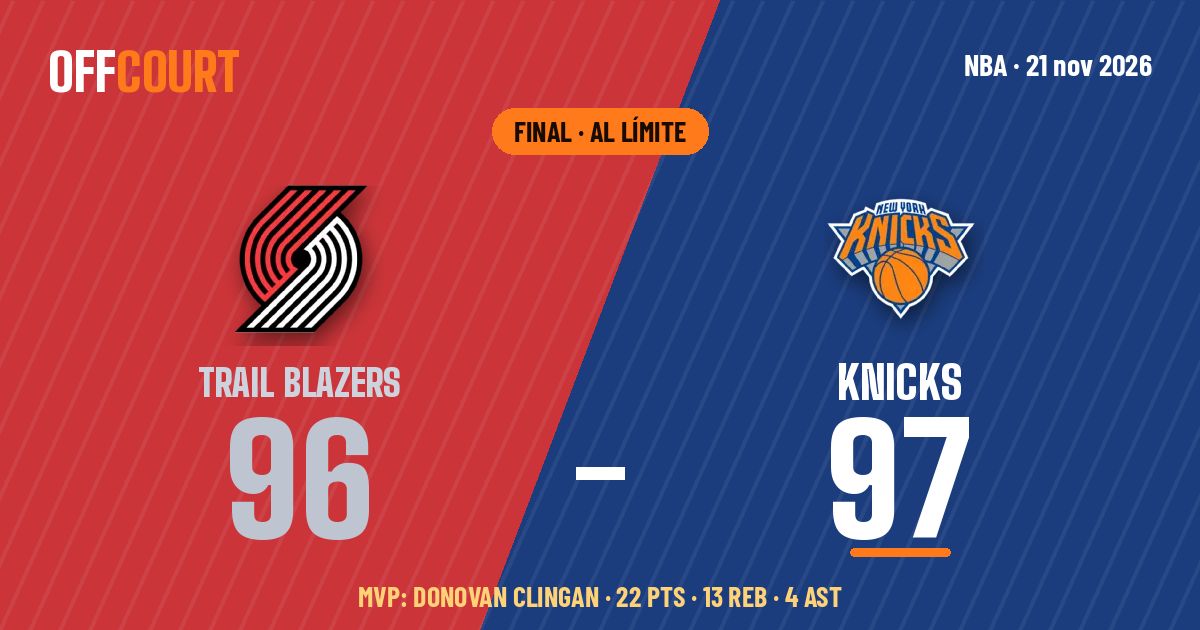 OFFCOURT
NBA · 21 nov 2026
FINAL · AL LÍMITE
NEW YORK
KNICKS
TRAIL BLAZERS
KNICKS
96
–
97
MVP: DONOVAN CLINGAN · 22 PTS · 13 REB · 4 AST